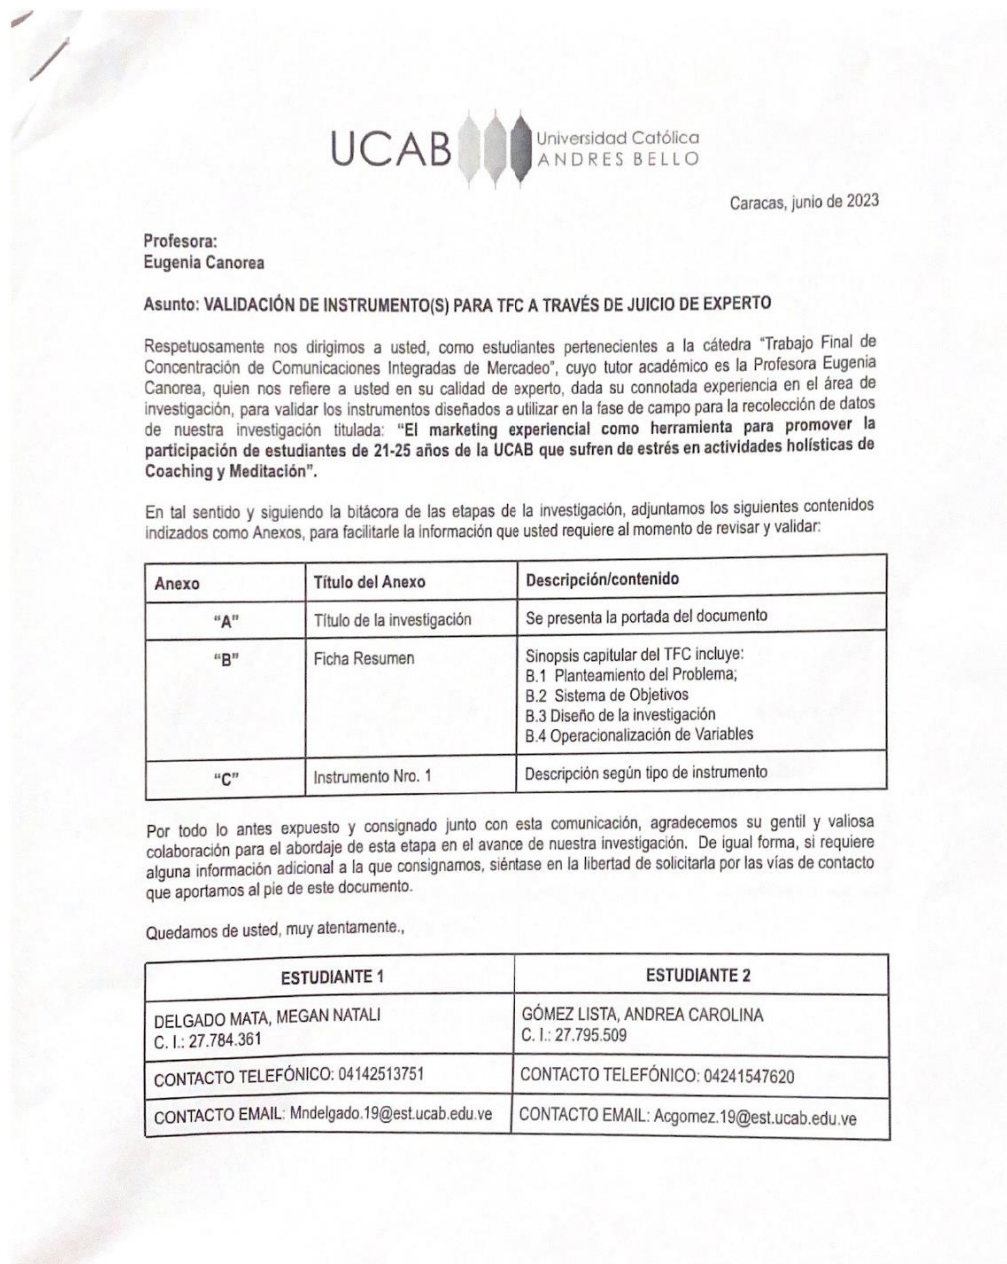 UCAB
Universidad Católica
ANDRES BELLO
Caracas, junio de 2023
Profesora:
Eugenia Canorea
Asunto: VALIDACIÓN DE INSTRUMENTO(S) PARA TFC A TRAVÉS DE JUICIO DE EXPERTO
Respetuosamente nos dirigimos a usted, como estudiantes pertenecientes a la cátedra "Trabajo Final de
Concentración de Comunicaciones Integradas de Mercadeo", cuyo tutor académico es la Profesora Eugenia
Canorea, quien nos refiere a usted en su calidad de experto, dada su connotada experiencia en el área de
investigación, para validar los instrumentos diseñados a utilizar en la fase de campo para la recolección de datos
de nuestra investigación titulada: "El marketing experiencial como herramienta para promover la
participación de estudiantes de 21-25 años de la UCAB que sufren de estrés en actividades holísticas de
Coaching y Meditación".
En tal sentido y siguiendo la bitácora de las etapas de la investigación, adjuntamos los siguientes contenidos
indizados como Anexos, para facilitarle la información que usted requiere al momento de revisar y validar:
Anexo Título del Anexo Descripción/contenido
"A" Título de la investigación Se presenta la portada del documento
"B" Ficha Resumen Sinopsis capitular del TFC incluye:
B.1 Planteamiento del Problema;
B.2 Sistema de Objetivos
B.3 Diseño de la investigación
B.4 Operacionalización de Variables
"C" Instrumento Nro. 1 Descripción según tipo de instrumento
Por todo lo antes expuesto y consignado junto con esta comunicación, agradecemos su gentil y valiosa
colaboración para el abordaje de esta etapa en el avance de nuestra investigación. De igual forma, si requiere
alguna información adicional a la que consignamos, siéntase en la libertad de solicitarla por las vías de contacto
que aportamos al pie de este documento.
Quedamos de usted, muy atentamente.,
ESTUDIANTE 1 ESTUDIANTE 2
DELGADO MATA, MEGAN NATALI GÓMEZ LISTA, ANDREA CAROLINA
C. I.: 27.784.361 C. I.: 27.795.509
CONTACTO TELEFÓNICO: 04142513751 CONTACTO TELEFÓNICO: 04241547620
CONTACTO EMAIL: Mndelgado.19@est.ucab.edu.ve CONTACTO EMAIL: Acgomez.19@est.ucab.edu.ve